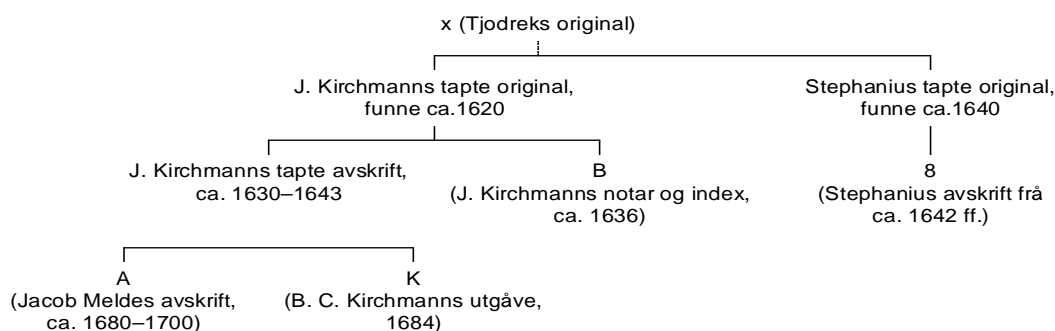 x (Tjodreks original)
J. Kirchmanns tapte original,
funne ca.1620
Stephanius tapte original,
funne ca.1640
J. Kirchmanns tapte avskrift,
ca. 1630–1643
B
(J. Kirchmanns notar og index,
ca. 1636)
8
(Stephanius avskrift frå
ca. 1642 ff.)
A
(Jacob Meldes avskrift,
ca. 1680–1700)
K
(B. C. Kirchmanns utgåve,
1684)